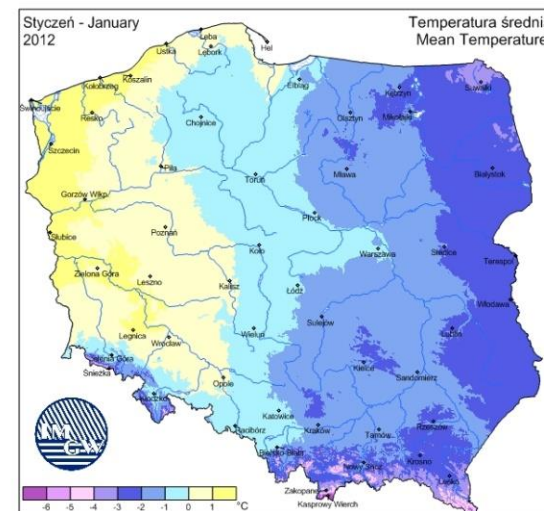 Styczeń - January
2012
Temperatura średnia
Mean Temperature
Łeba
Hel
Ustka
Lębork
Koszalin
Kołobrzeg
Elbląg
Kętrzyn
Suwałki
Świnoujście
Resko
Chojnice
Olsztyn
Mikołajki
Szczecin
Piła
Toruń
Mława
Białystok
Gorzów Wlkp.
Płock
Słubice
Poznań
Koło
Warszawa
Siedlce
Terespol
Zielona Góra
Leszno
Kalisz
Łódź
Włodawa
Legnica
Wrocław
Wieluń
Sulejów
Lublin
Jelenia Góra
Śnieżka
Opole
Kielce
Sandomierz
Kłodzko
Katowice
Racibórz
Kraków
Tarnów
Rzeszów
Bielsko-Biała
Nowy Sącz
Krosno
Lesko
Zakopane
Kasprowy Wierch
IM
GW
-6 -5 -4 -3 -2 -1 0 1 °C